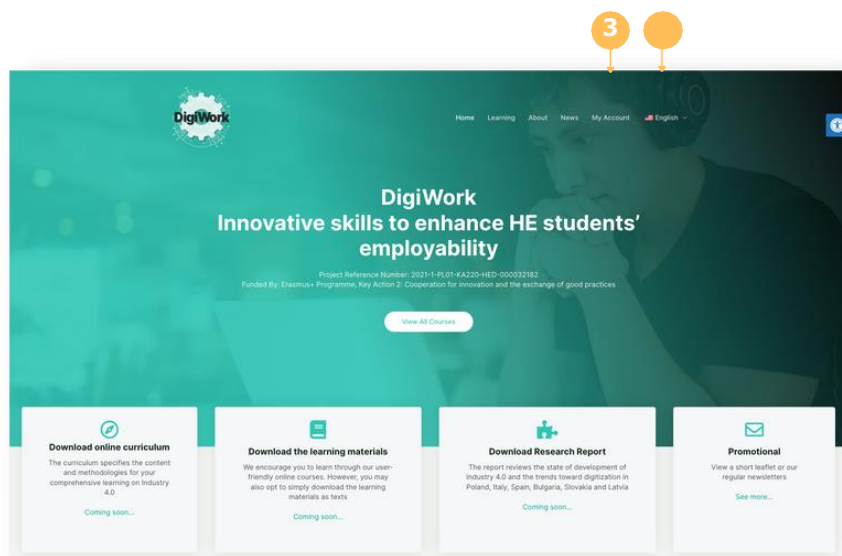 3
DigiWork
Home Learning About News My Account English
DigiWork
Innovative skills to enhance HE students’
employability
Project Reference Number: 2021-1-PL01-KA220-HED-000032182
Funded By: Erasmus+ Programme, Key Action 2: Cooperation for innovation and the exchange of good practices
View All Courses
Download online curriculum
The curriculum specifies the content
and methodologies for your
comprehensive learning on Industry
4.0
Coming soon...
Download the learning materials
We encourage you to learn through our user-
friendly online courses. However, you may
also opt to simply download the learning
materials as texts
Coming soon...
Download Research Report
The report reviews the state of development of
Industry 4.0 and the trends toward digitization in
Poland, Italy, Spain, Bulgaria, Slovakia and Latvia
Coming soon...
Promotional
View a short leaflet or our
regular newsletters
See more...